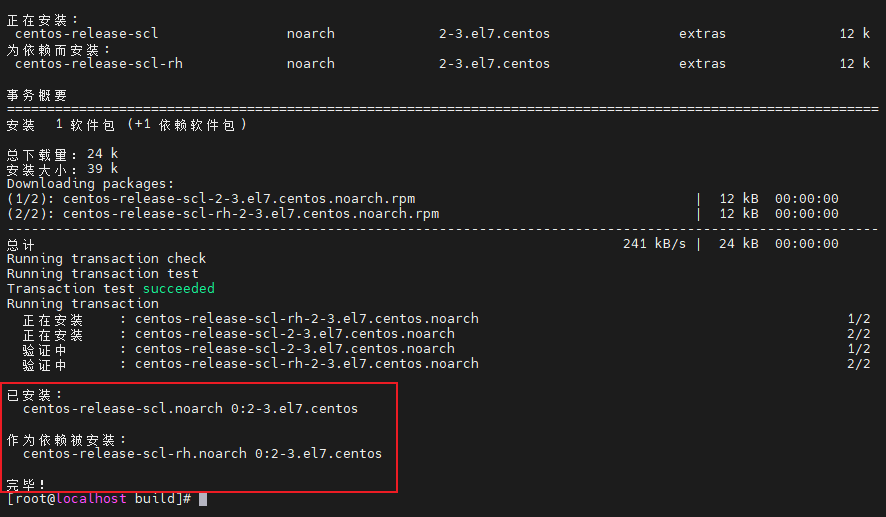 正在安装:
centos-release-scl noarch 2-3.el7.centos extras 12 k
为依赖而安装:
centos-release-scl-rh noarch 2-3.el7.centos extras 12 k
事务概要
================================================================================
安装 1 软件包 (+1 依赖软件包)
总下载量:24 k
安装大小:39 k
Downloading packages:
(1/2): centos-release-scl-2-3.el7.centos.noarch.rpm | 12 kB 00:00:00
(2/2): centos-release-scl-rh-2-3.el7.centos.noarch.rpm | 12 kB 00:00:00
--------------------------------------------------------------------------------
总计 241 kB/s | 24 kB 00:00:00
Running transaction check
Running transaction test
Transaction test succeeded
Running transaction
正在安装 : centos-release-scl-rh-2-3.el7.centos.noarch 1/2
正在安装 : centos-release-scl-2-3.el7.centos.noarch 2/2
验证中 : centos-release-scl-2-3.el7.centos.noarch 1/2
验证中 : centos-release-scl-rh-2-3.el7.centos.noarch 2/2
已安装:
centos-release-scl.noarch 0:2-3.el7.centos
作为依赖被安装:
centos-release-scl-rh.noarch 0:2-3.el7.centos
完毕!
[root@localhost build]#